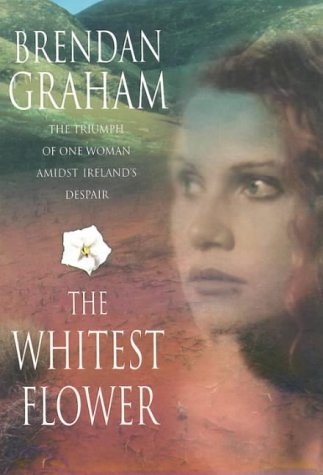 BRENDAN
GRAHAM
THE TRIUMPH
OF ONE WOMAN
AMIDST IRELAND'S
DESPAIR
THE
WHITEST
FLOWER